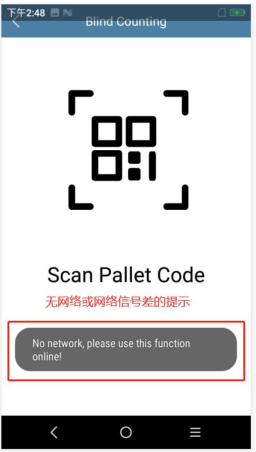 下午2:48
Blind Counting
Scan Pallet Code
无网络或网络信号差的提示
No network, please use this function
online!